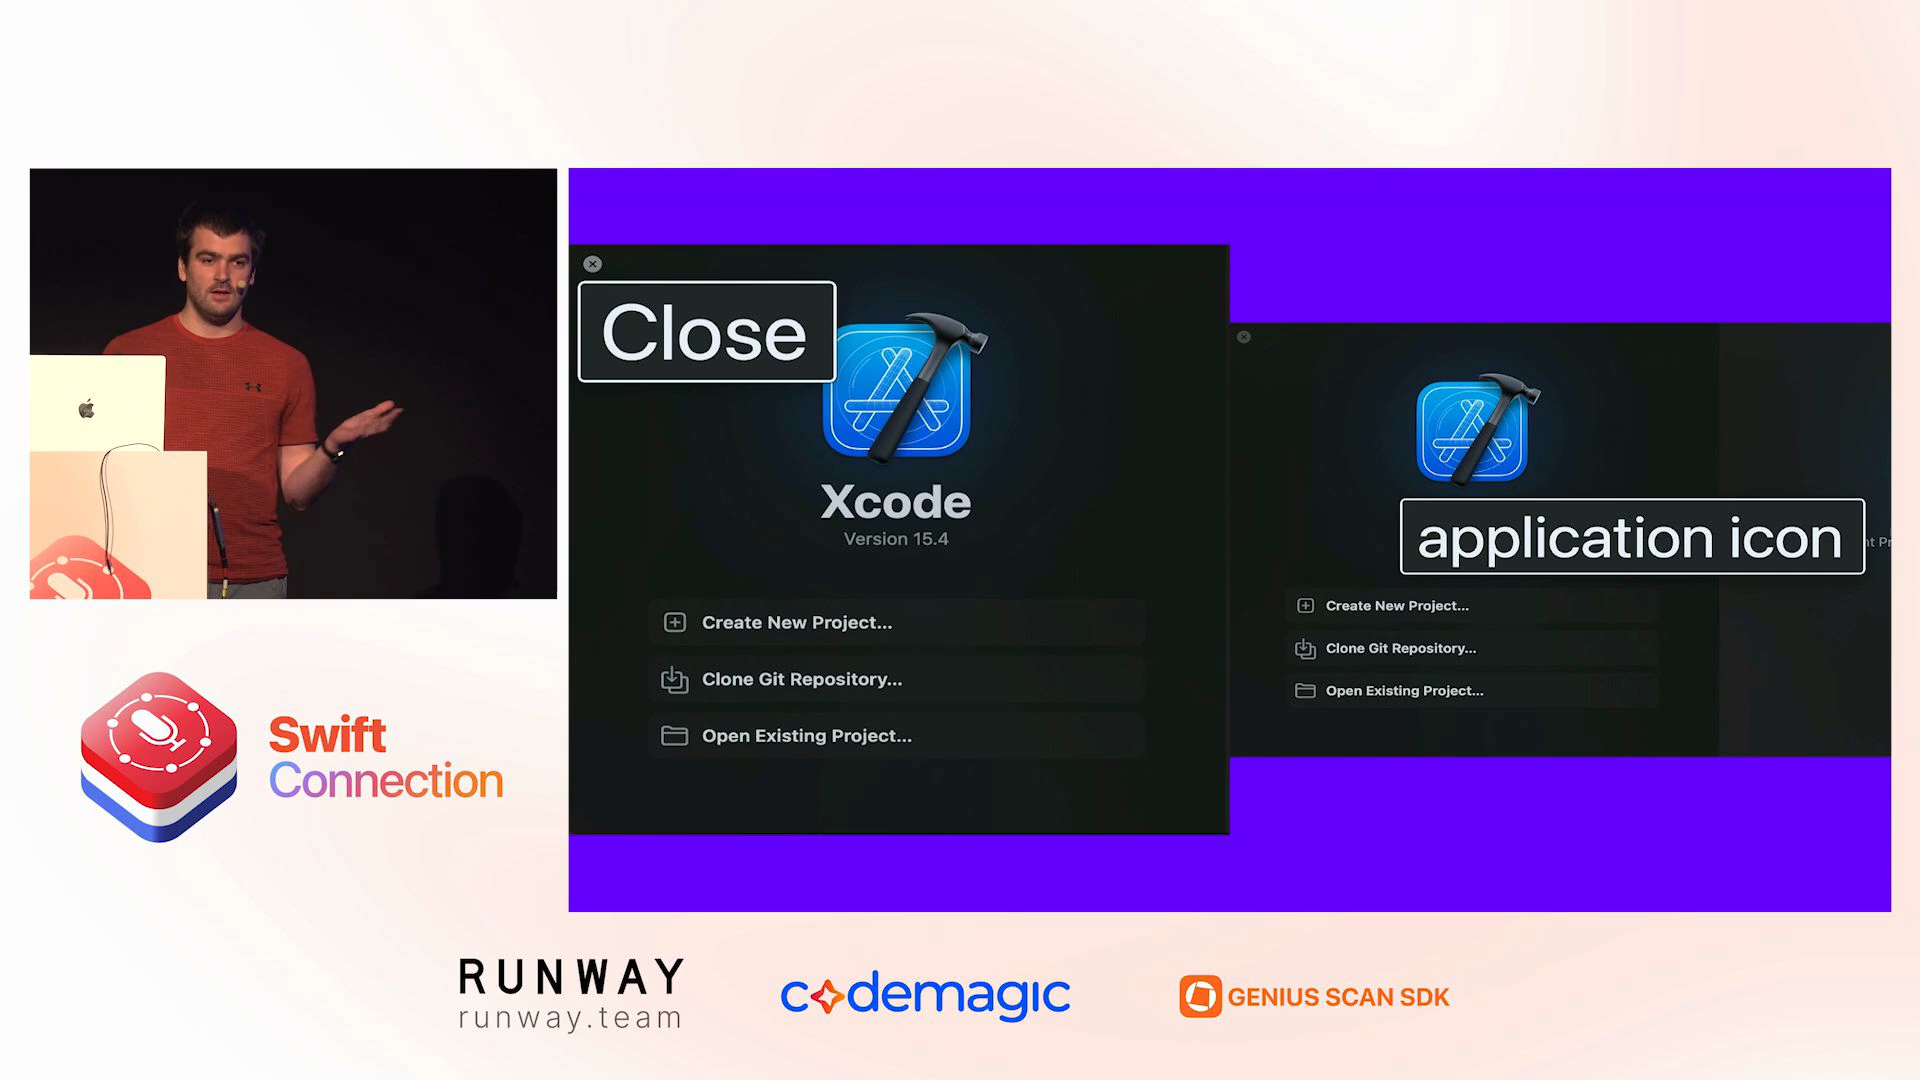 Close
Xcode
Version 15.4
Create New Project...
Clone Git Repository...
Open Existing Project...
application icon
Create New Project...
Clone Git Repository...
Open Existing Project...
Swift
Connection
RUNWAY
runway.team
codemagic
GENIUS SCAN SDK